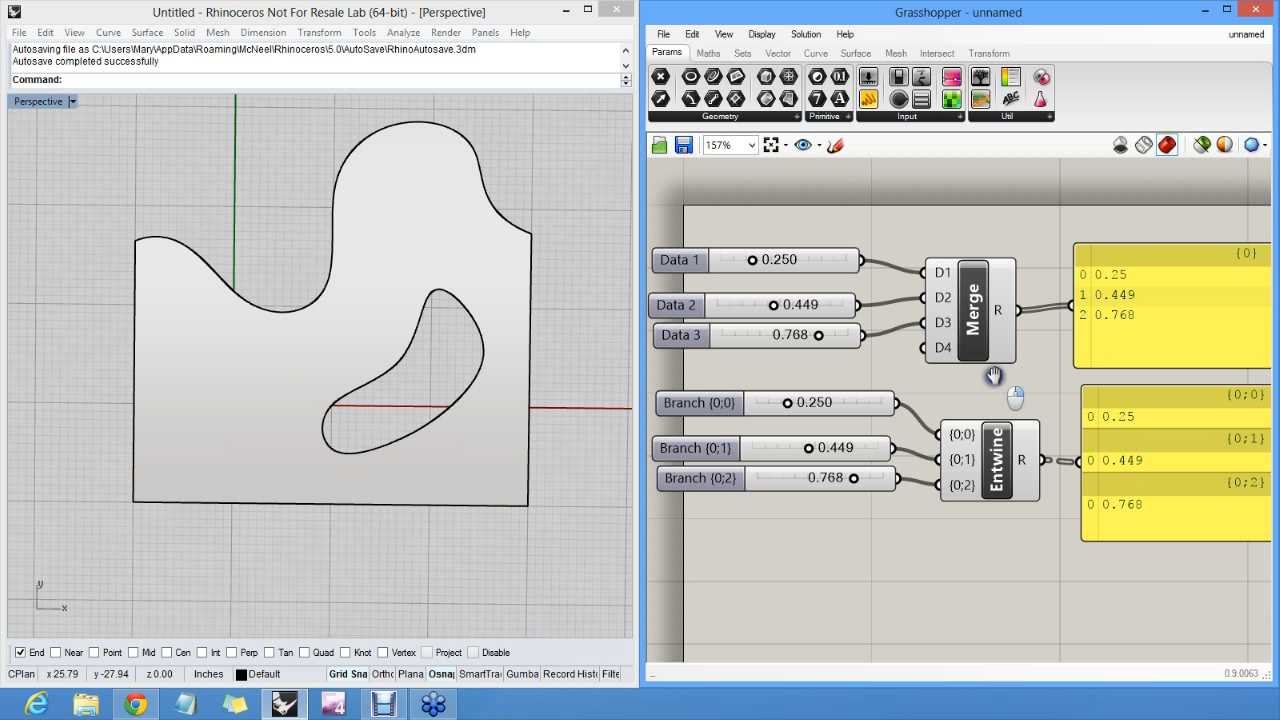 Untitled - Rhinoceros Not For Resale Lab (64-bit) - [Perspective]
File Edit View Curve Surface Solid Mesh Dimension Transform Tools Analyze Render Panels Help
Autosaving file as C:\Users\Mary\AppData\Roaming\McNeel\Rhinoceros\5.0\AutoSave\RhinoAutosave.3dm
Autosave completed successfully
Command:
Perspective
y
x
End Near Point Mid Cen Int Perp Tan Quad Knot Vertex Project Disable
CPlan x 25.79 y -27.94 z 0.00 Inches Default Grid Sna Ortho Plana Osna SmartTra Gumba Record Histo Filte
Grasshopper - unnamed
File Edit View Display Solution Help unnamed
Params Maths Sets Vector Curve Surface Mesh Intersect Transform
Geometry Primitive Input Util
157%
Data 1 0.250
Data 2 0.449
Data 3 0.768
D1
D2
D3
D4
Merge
R
{0}
0 0.25
1 0.449
2 0.768
Branch {0;0} 0.250
Branch {0;1} 0.449
Branch {0;2} 0.768
{0;0}
{0;1}
{0;2}
Entwine
R
{0;0}
0 0.25
{0;1}
0 0.449
{0;2}
0 0.768
0.9.0063